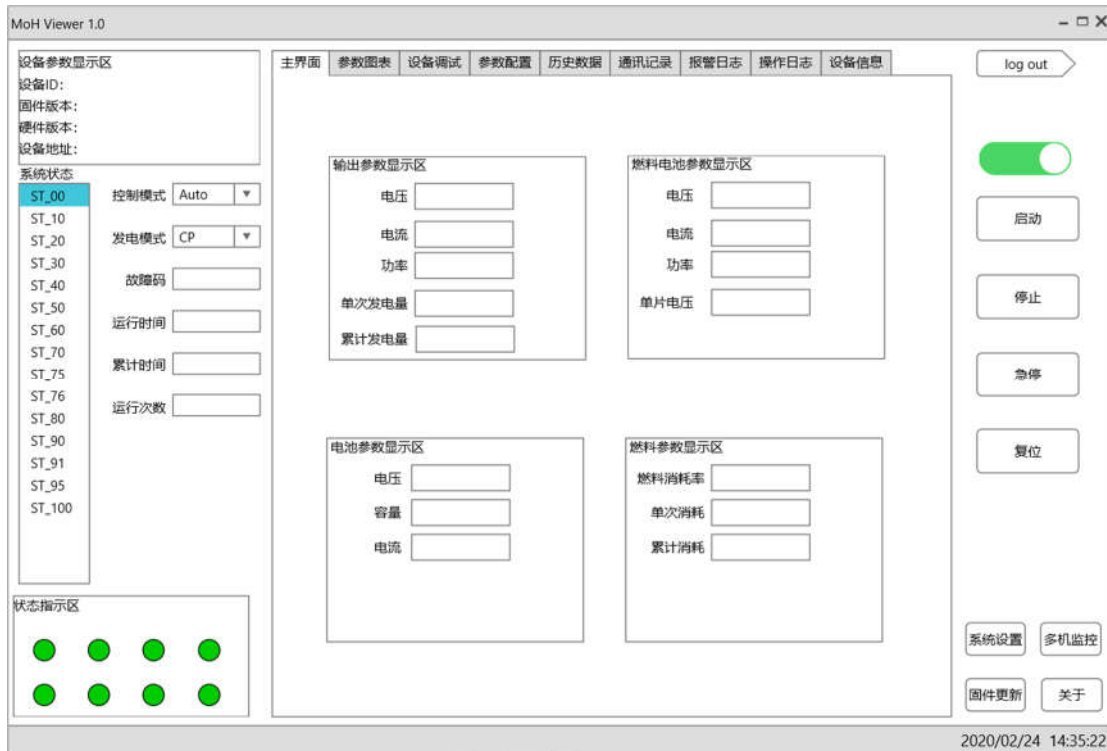 MoH Viewer 1.0
设备参数显示区
设备ID:
固件版本:
硬件版本:
设备地址:
系统状态
ST_00
ST_10
ST_20
ST_30
ST_40
ST_50
ST_60
ST_70
ST_75
ST_76
ST_80
ST_90
ST_91
ST_95
ST_100
控制模式 Auto
发电模式 CP
故障码
运行时间
累计时间
运行次数
状态指示区
主界面 参数图表 设备调试 参数配置 历史数据 通讯记录 报警日志 操作日志 设备信息
输出参数显示区
电压
电流
功率
单次发电量
累计发电量
燃料电池参数显示区
电压
电流
功率
单片电压
电池参数显示区
电压
容量
电流
燃料参数显示区
燃料消耗率
单次消耗
累计消耗
log out
启动
停止
急停
复位
系统设置 多机监控
固件更新 关于
2020/02/24 14:35:22